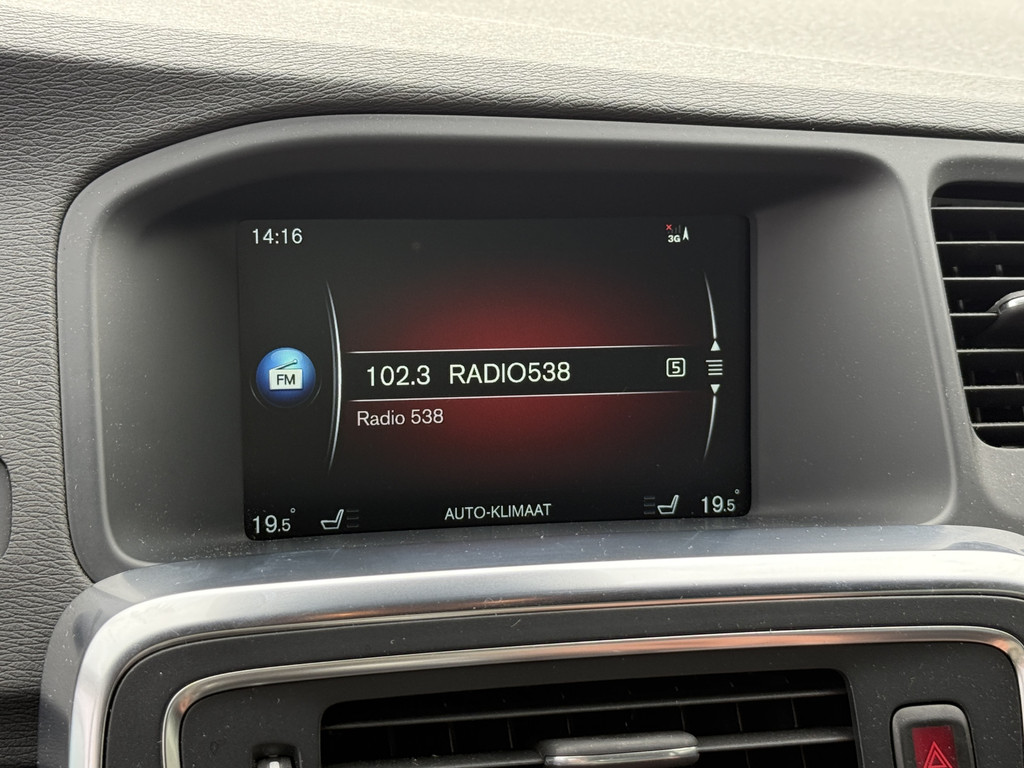 14:16
3G
FM
102.3 RADIO538 5
Radio 538
19.5° AUTO-KLIMAAT 19.5°